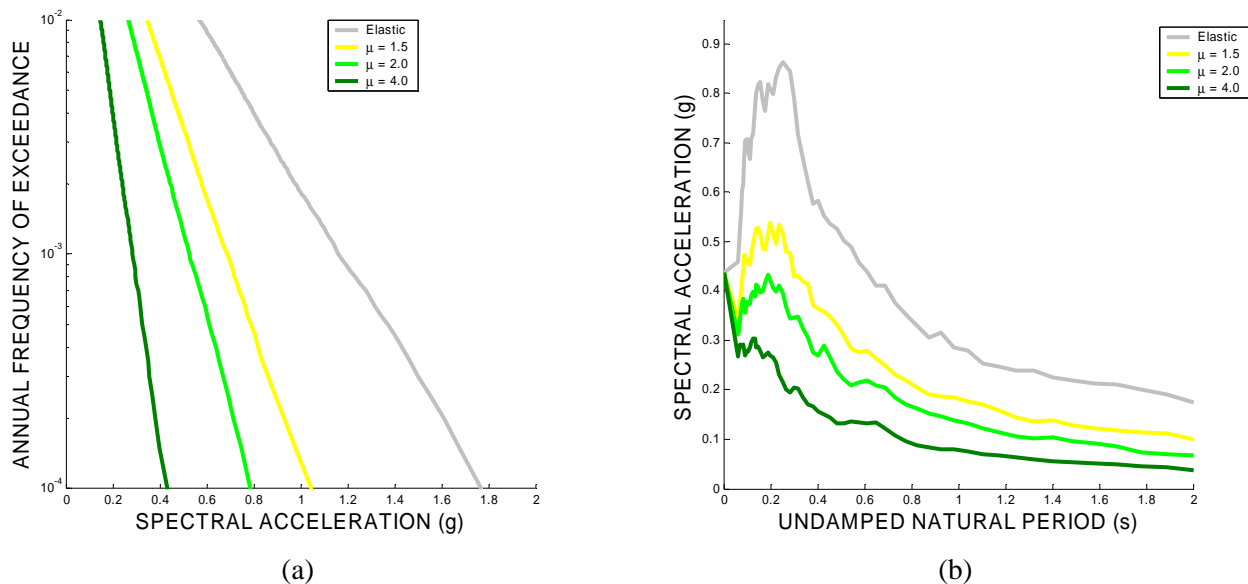 ANNUAL FREQUENCY OF EXCEEDANCE
10^-2
10^-3
10^-4
Elastic
μ = 1.5
μ = 2.0
μ = 4.0
0 0.2 0.4 0.6 0.8 1 1.2 1.4 1.6 1.8 2
SPECTRAL ACCELERATION (g)
(a)
SPECTRAL ACCELERATION (g)
0.9
0.8
0.7
0.6
0.5
0.4
0.3
0.2
0.1
0
Elastic
μ = 1.5
μ = 2.0
μ = 4.0
0 0.2 0.4 0.6 0.8 1 1.2 1.4 1.6 1.8 2
UNDAMPED NATURAL PERIOD (s)
(b)